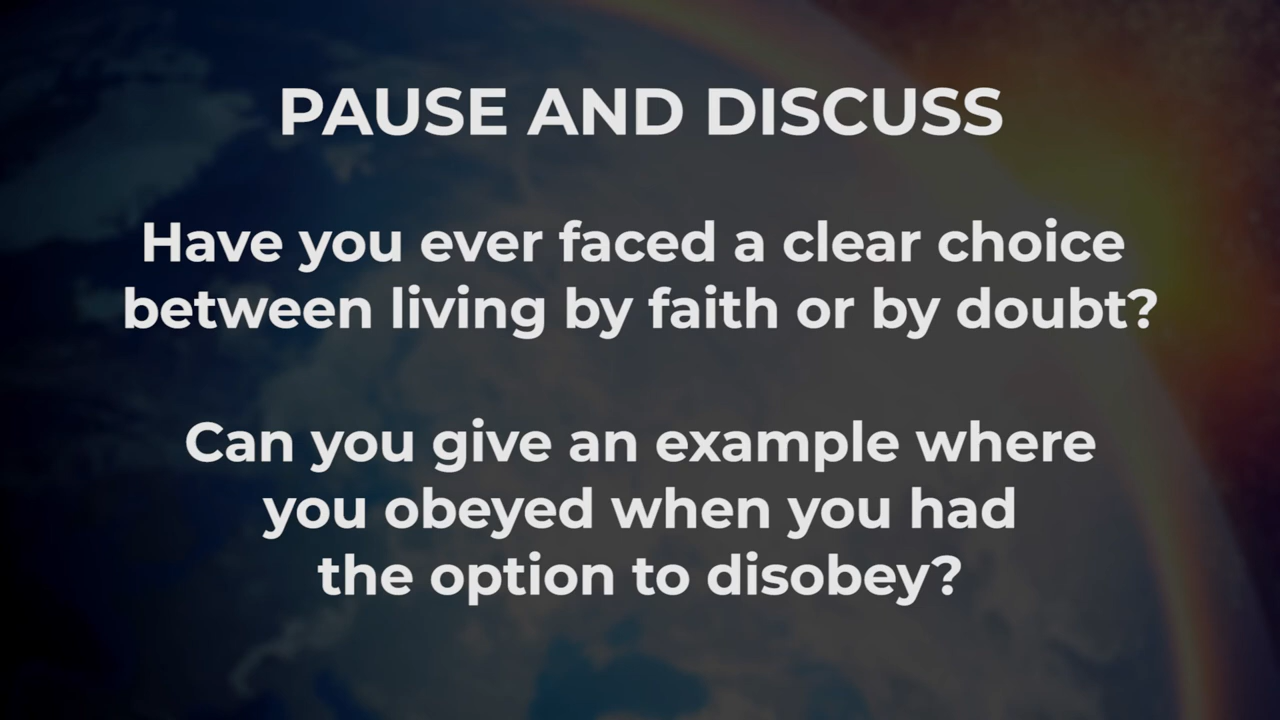 PAUSE AND DISCUSS
Have you ever faced a clear choice
between living by faith or by doubt?
Can you give an example where
you obeyed when you had
the option to disobey?